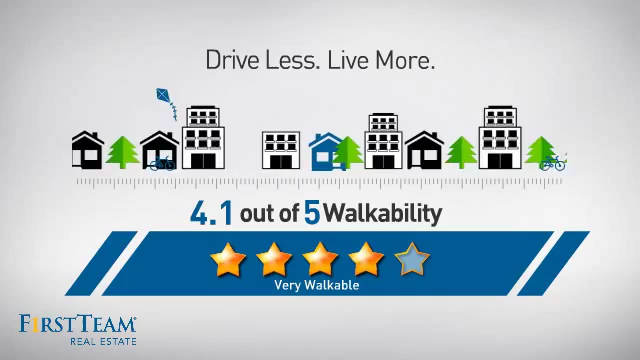 Drive Less. Live More.
4.1 out of 5 Walkability
Very Walkable
FIRSTTEAM®
REAL ESTATE